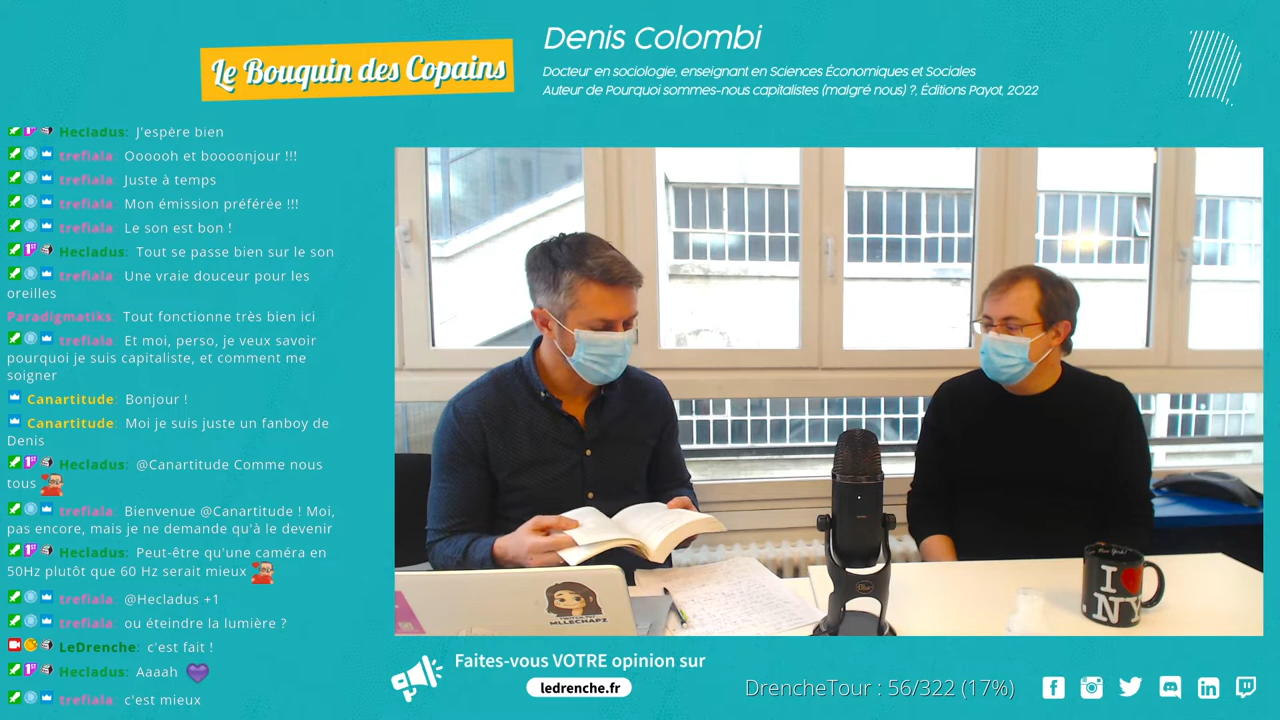 Denis Colombi
Le Bouquin des Copains
Docteur en sociologie, enseignant en Sciences Économiques et Sociales
Auteur de Pourquoi sommes-nous capitalistes (malgré nous) ?, Éditions Payot, 2022
Hecladus: J'espère bien
trefiala: Oooooh et boooonjour !!!
trefiala: Juste à temps
trefiala: Mon émission préférée !!!
trefiala: Le son est bon !
Hecladus: Tout se passe bien sur le son
trefiala: Une vraie douceur pour les
oreilles
Paradigmatiks: Tout fonctionne très bien ici
trefiala: Et moi, perso, je veux savoir
pourquoi je suis capitaliste, et comment me
soigner
Canartitude: Bonjour !
Canartitude: Moi je suis juste un fanboy de
Denis
Hecladus: @Canartitude Comme nous
tous
trefiala: Bienvenue @Canartitude ! Moi,
pas encore, mais je ne demande qu'à le devenir
Hecladus: Peut-être qu'une caméra en
50Hz plutôt que 60 Hz serait mieux
trefiala: @Hecladus +1
trefiala: ou éteindre la lumière ?
LeDrenche: c'est fait !
Hecladus: Aaaah
trefiala: c'est mieux
MLLECHAPZ
I
NY
Faites-vous VOTRE opinion sur
ledrenche.fr
DrencheTour : 56/322 (17%)